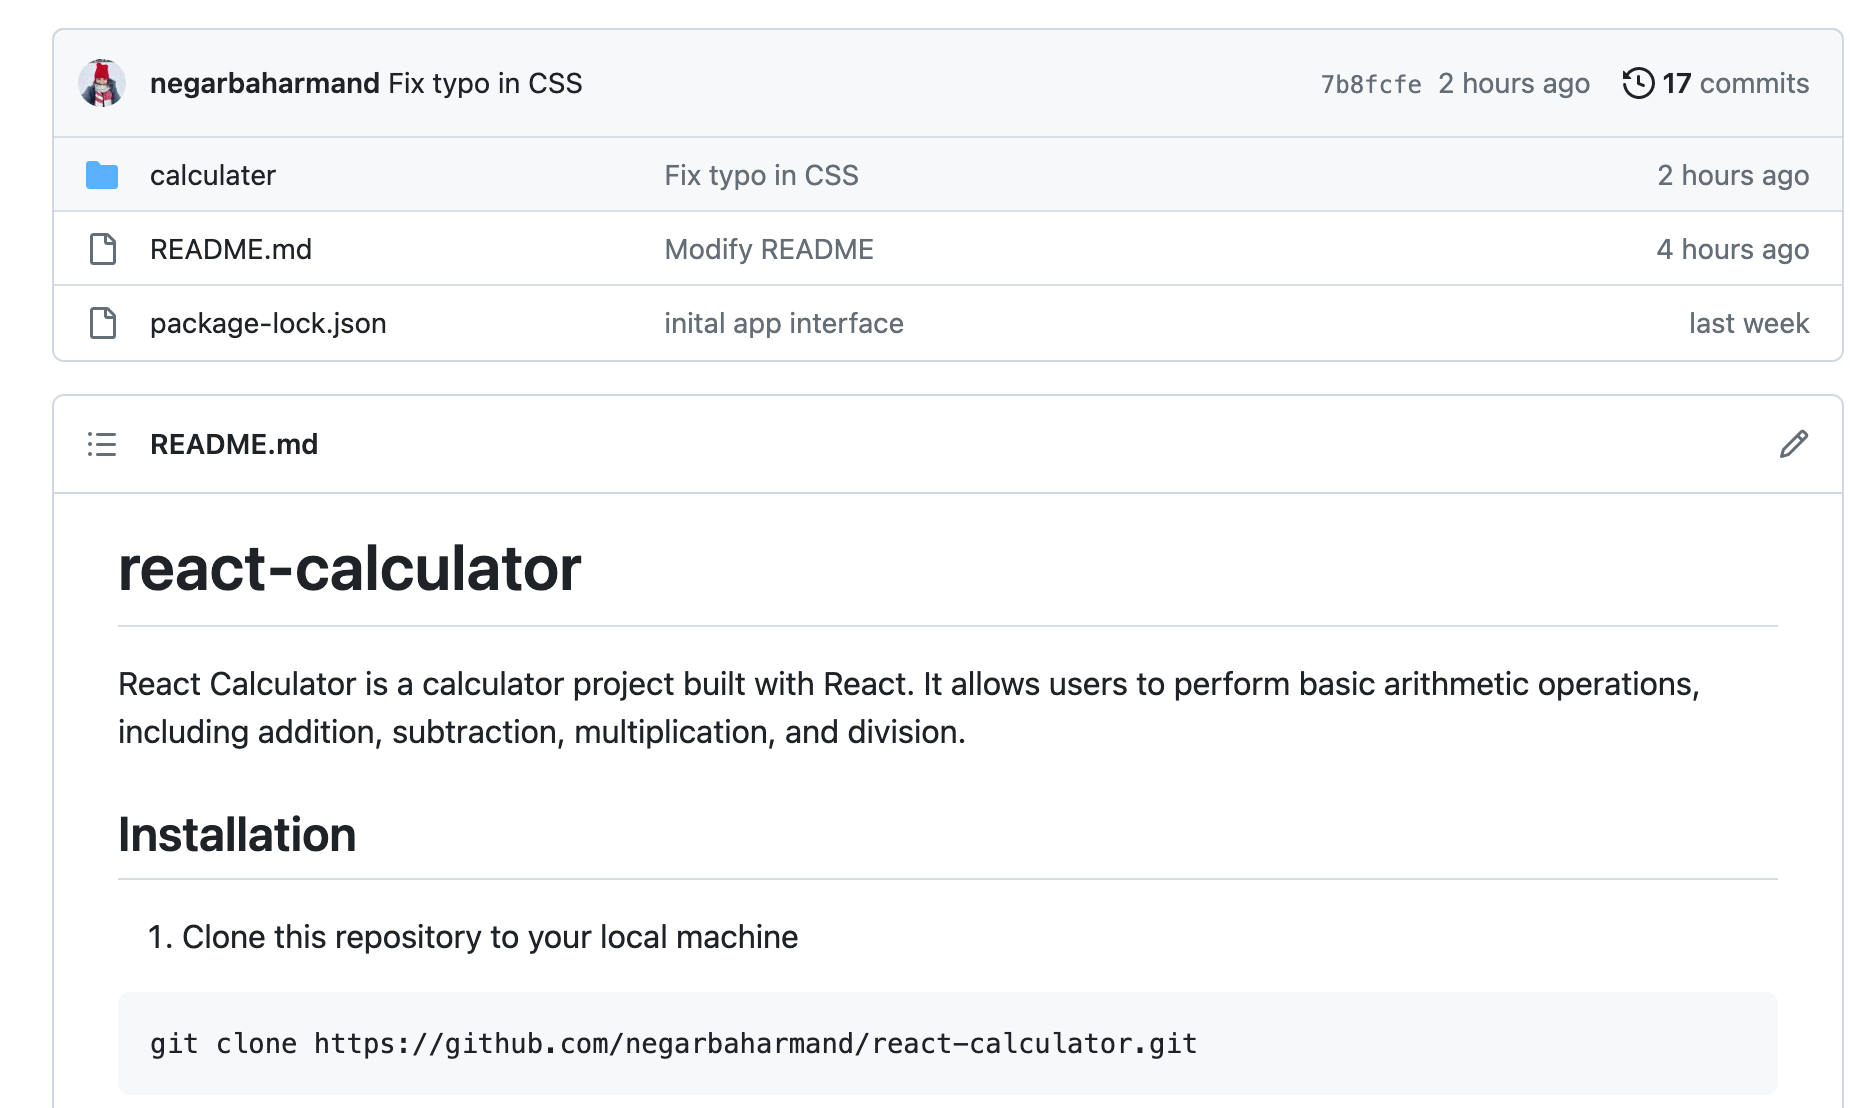 negarbaharmand Fix typo in CSS 7b8fcfe 2 hours ago 17 commits
calculater Fix typo in CSS 2 hours ago
README.md Modify README 4 hours ago
package-lock.json inital app interface last week
README.md
react-calculator
React Calculator is a calculator project built with React. It allows users to perform basic arithmetic operations,
including addition, subtraction, multiplication, and division.
Installation
1. Clone this repository to your local machine
git clone https://github.com/negarbaharmand/react-calculator.git